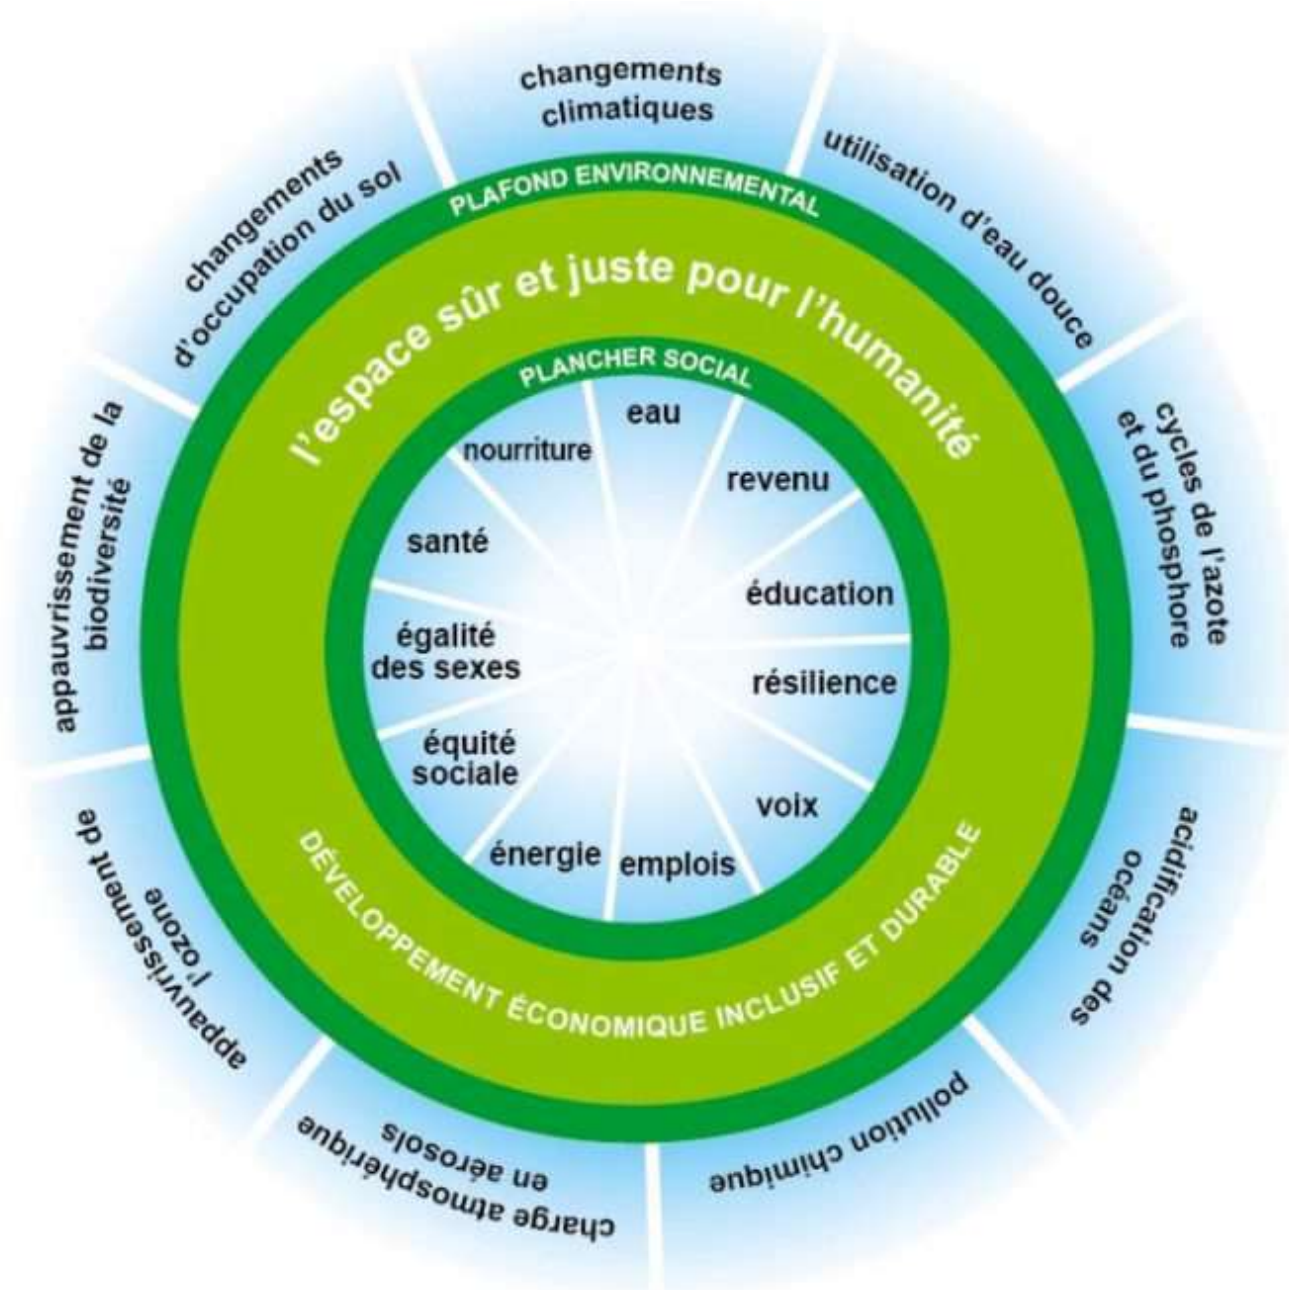 changements
climatiques
utilisation d'eau douce
cycles de l'azote
et du phosphore
acidification des
océans
pollution chimique
charge atmosphérique
en aérosols
appauvrissement de
l'ozone
appauvrissement de la
biodiversité
changements
d'occupation du sol
PLAFOND ENVIRONNEMENTAL
l'espace sûr et juste pour l'humanité
PLANCHER SOCIAL
eau
revenu
éducation
résilience
voix
emplois
énergie
équité
sociale
égalité
des sexes
santé
nourriture
DÉVELOPPEMENT ÉCONOMIQUE INCLUSIF ET DURABLE